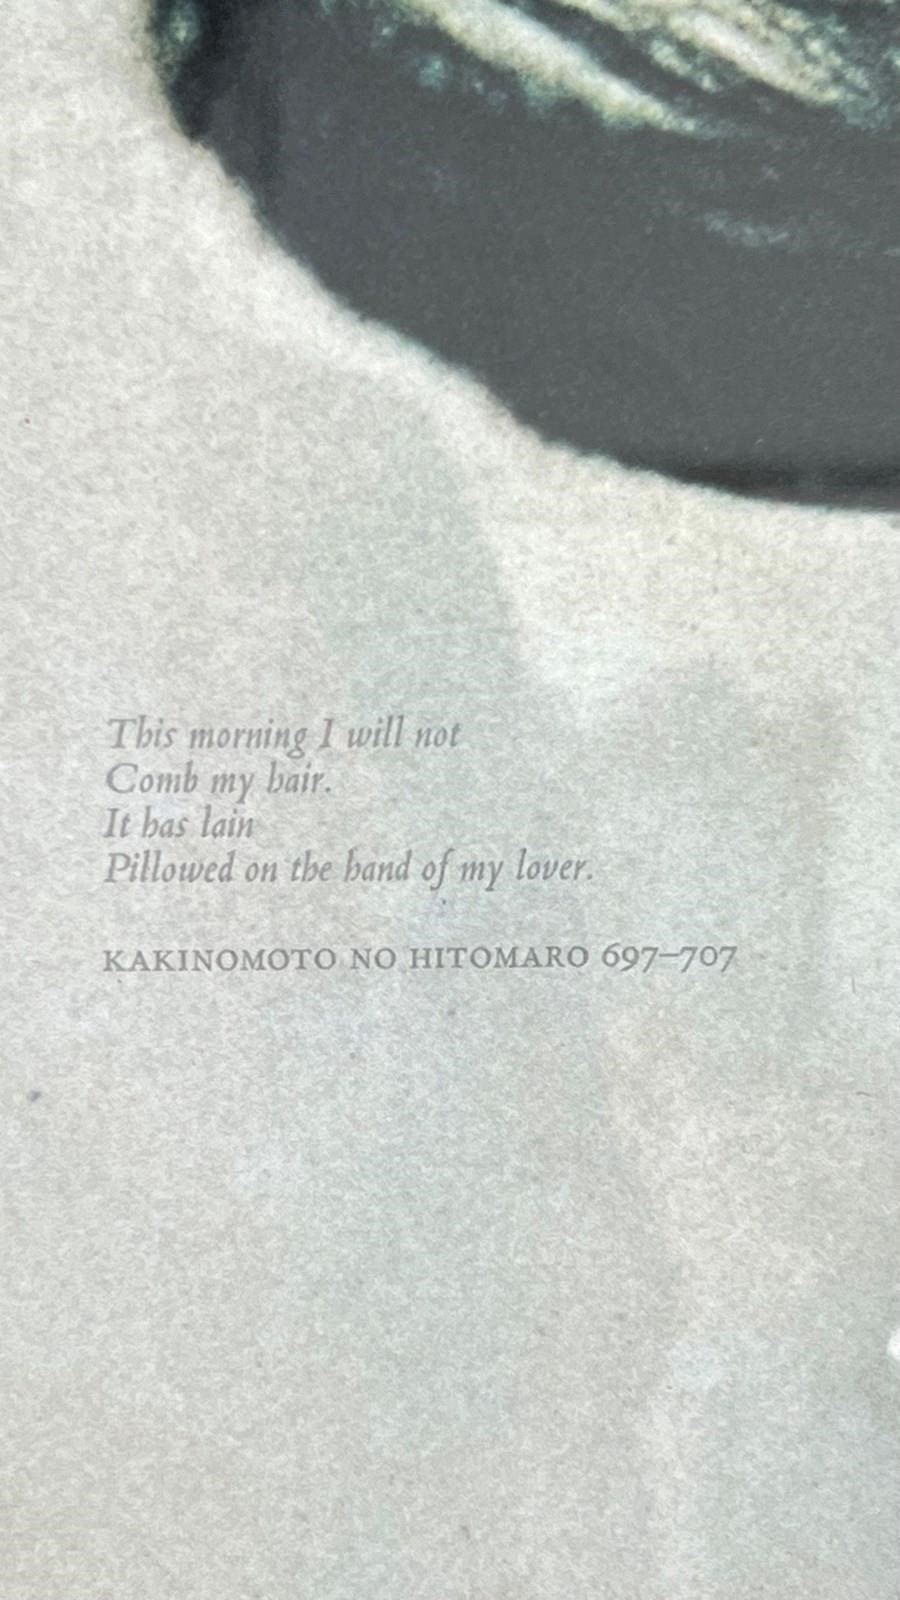 This morning I will not
Comb my hair.
It has lain
Pillowed on the hand of my lover.
KAKINOMOTO NO HITOMARO 697–707